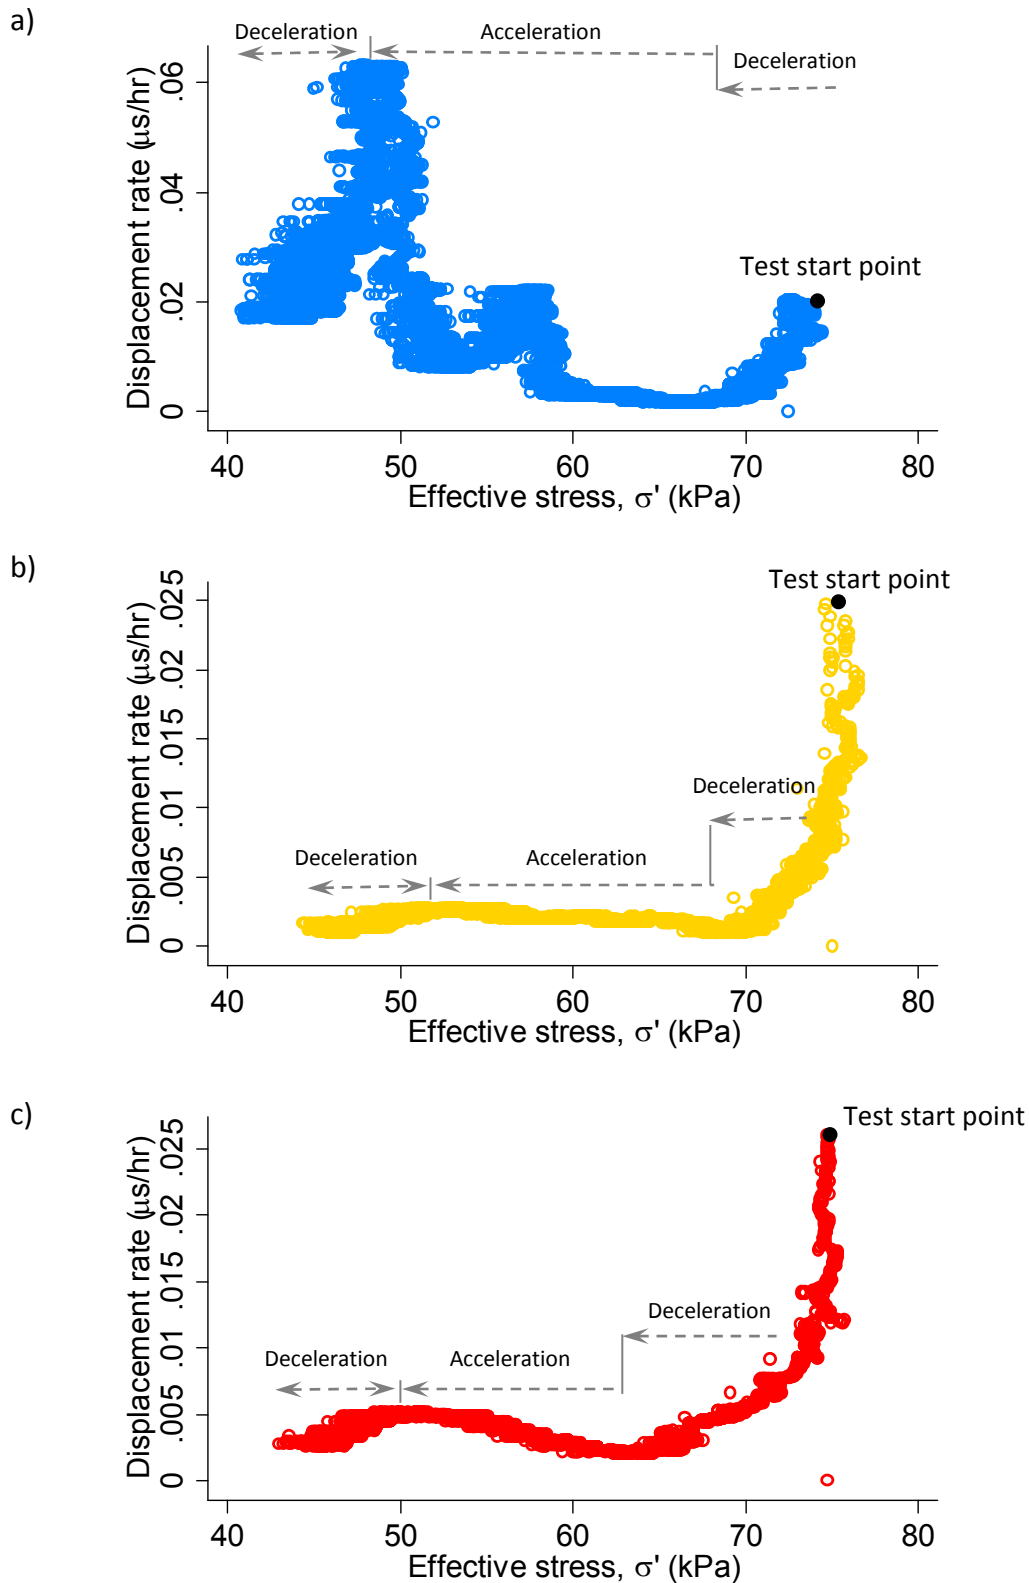 a)
Deceleration
Acceleration
Deceleration
Displacement rate (μs/hr)
.06
.04
.02
0
Test start point
40 50 60 70 80
Effective stress, σ' (kPa)
b)
Test start point
Displacement rate (μs/hr)
.025
.02
.015
.01
.005
0
Deceleration
Deceleration
Acceleration
40 50 60 70 80
Effective stress, σ' (kPa)
c)
Test start point
Displacement rate (μs/hr)
.025
.02
.015
.01
.005
0
Deceleration
Deceleration
Acceleration
40 50 60 70 80
Effective stress, σ' (kPa)